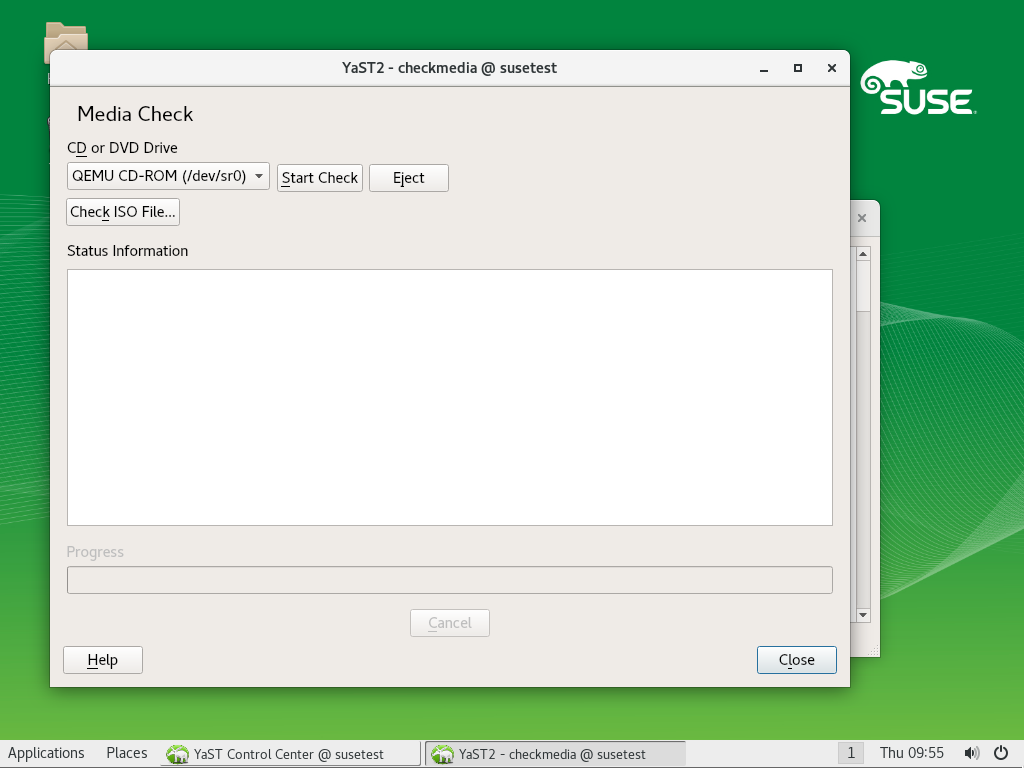 YaST2 - checkmedia @ susetest
Media Check
SUSE
CD or DVD Drive
QEMU CD-ROM (/dev/sr0)
Start Check
Eject
Check ISO File...
Status Information
Progress
Cancel
Help
Close
Applications
Places
YaST Control Center @ susetest
YaST2 - checkmedia @ susetest
1
Thu 09:55